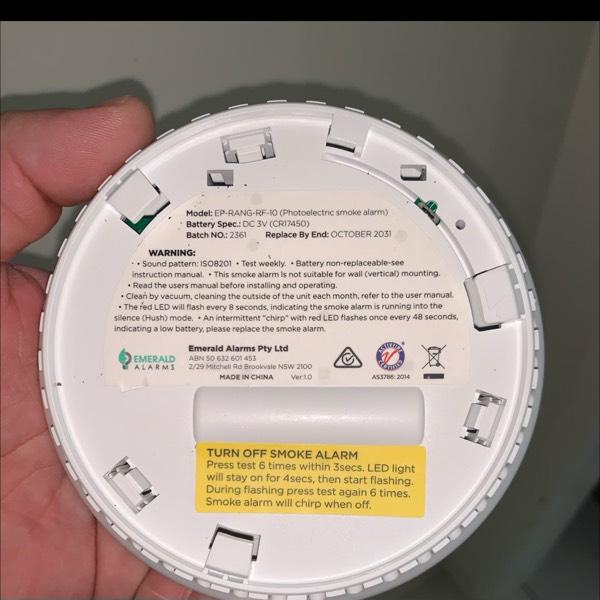 Model: EP-RANG-RF-10 (Photoelectric smoke alarm)
Battery Spec.: DC 3V (CR17450)
Batch NO.: 2361 Replace By End: OCTOBER 2031
WARNING:
• Sound pattern: ISO8201 • Test weekly. • Battery non-replaceable-see
instruction manual. • This smoke alarm is not suitable for wall (vertical) mounting.
• Read the users manual before installing and operating.
• Clean by vacuum, cleaning the outside of the unit each month, refer to the user manual.
• The red LED will flash every 8 seconds, indicating the smoke alarm is running into the
silence (Hush) mode. • An intermittent "chirp" with red LED flashes once every 48 seconds,
indicating a low battery, please replace the smoke alarm.
EMERALD
ALARMS
Emerald Alarms Pty Ltd
ABN 50 632 601 453
2/29 Mitchell Rd Brookvale NSW 2100
MADE IN CHINA Ver:1.0
AS3786: 2014
TURN OFF SMOKE ALARM
Press test 6 times within 3secs. LED light
will stay on for 4secs, then start flashing.
During flashing press test again 6 times.
Smoke alarm will chirp when off.